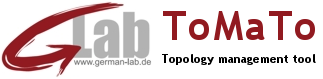 G Lab
www.german-lab.de
ToMaTo
Topology management tool